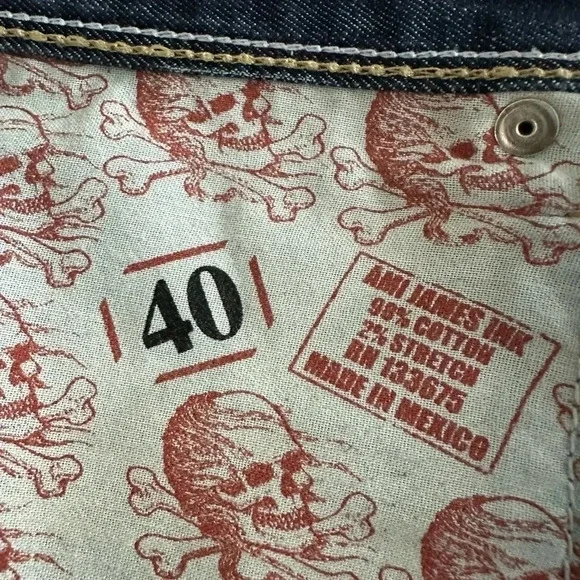 40
AMI JAMES INK
98% COTTON
2% STRETCH
RN 133675
MADE IN MEXICO